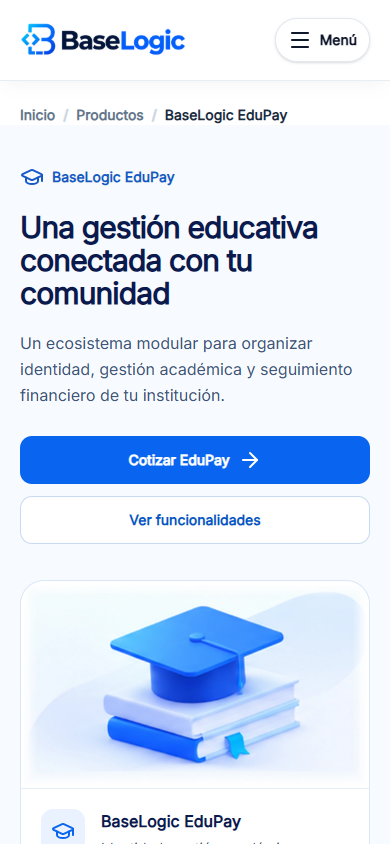 BaseLogic
Menú
Inicio / Productos / BaseLogic EduPay
BaseLogic EduPay
Una gestión educativa
conectada con tu
comunidad
Un ecosistema modular para organizar
identidad, gestión académica y seguimiento
financiero de tu institución.
Cotizar EduPay
Ver funcionalidades
BaseLogic EduPay